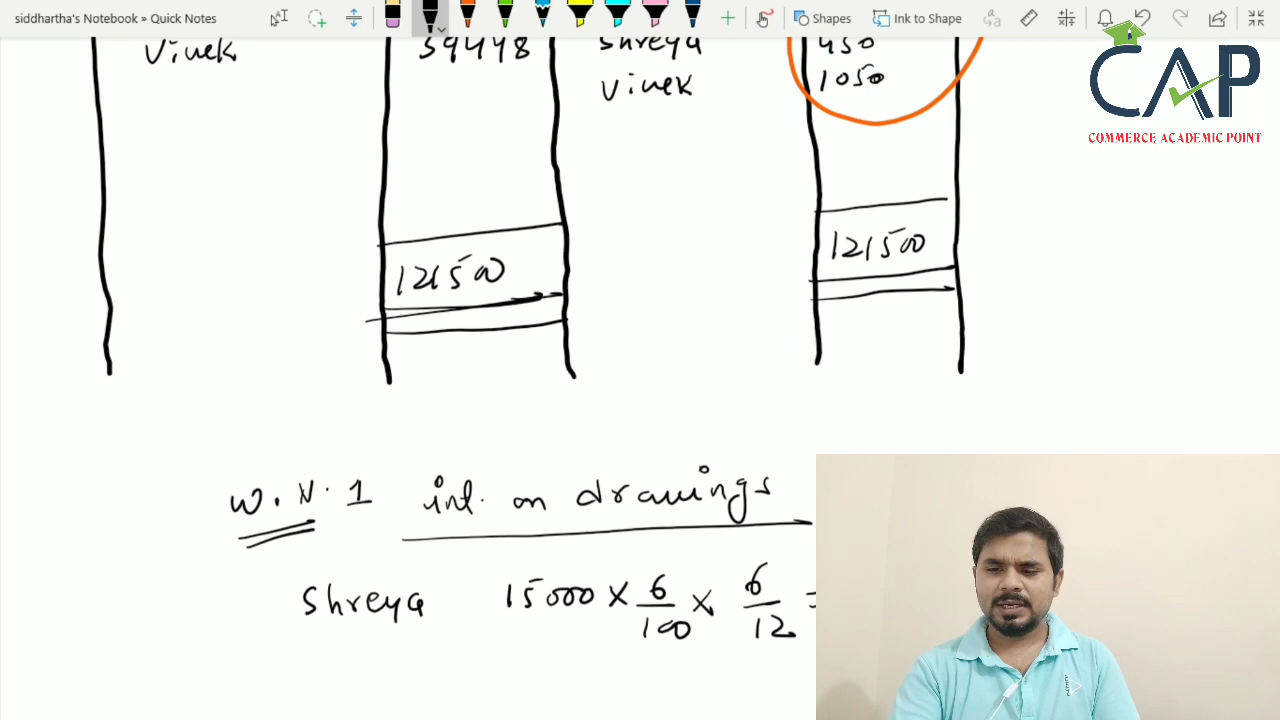 siddhartha's Notebook » Quick Notes
Shapes
Ink to Shape
Vivek 59448 Shreya 450
Vivek 1050
121500 121500
W.N.1 int. on drawings
Shreya 15000 × 6/100 × 6/12 =
CAP
COMMERCE ACADEMIC POINT